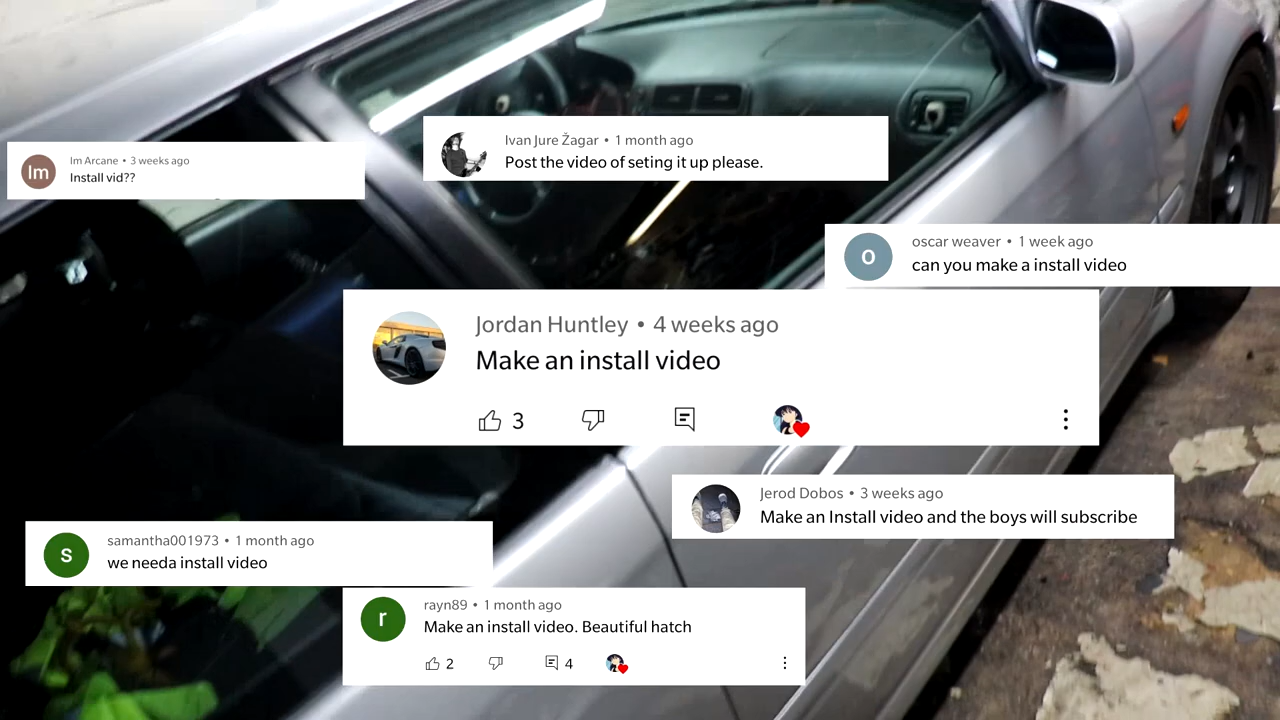 Ivan Jure Žagar • 1 month ago
Post the video of seting it up please.
Im
Im Arcane • 3 weeks ago
Install vid??
o
oscar weaver • 1 week ago
can you make a install video
Jordan Huntley • 4 weeks ago
Make an install video
3
Jerod Dobos • 3 weeks ago
Make an Install video and the boys will subscribe
s
samantha001973 • 1 month ago
we needa install video
r
rayn89 • 1 month ago
Make an install video. Beautiful hatch
2 4